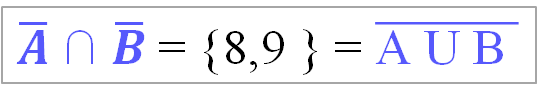 A̅ ∩ B̅ = {8,9 } = A̅ ̅U̅ ̅B̅